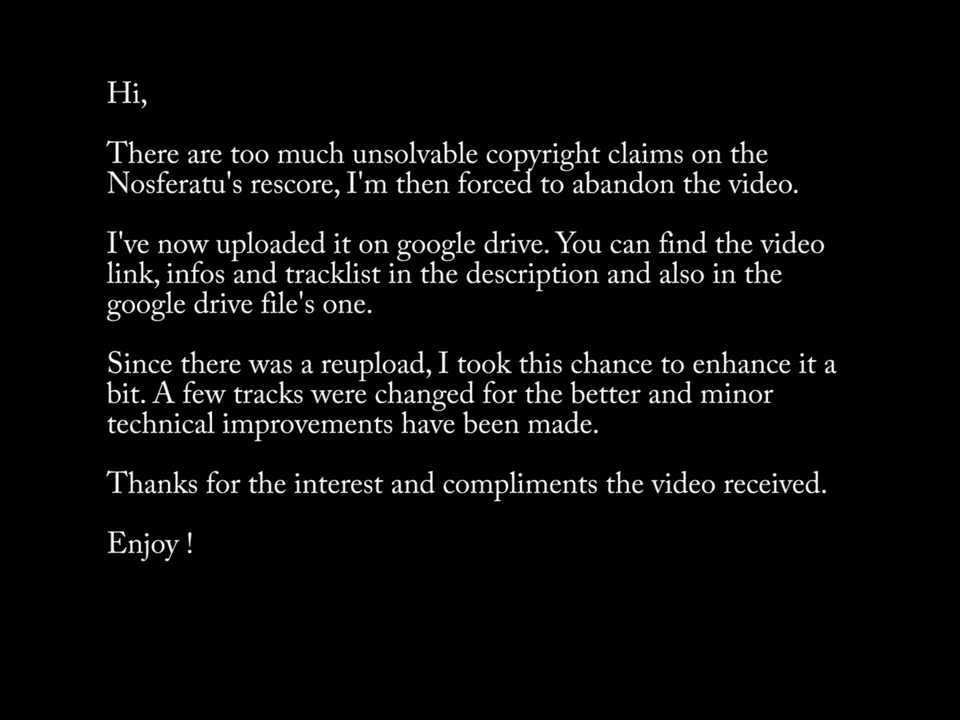 Hi,
There are too much unsolvable copyright claims on the
Nosferatu's rescore, I'm then forced to abandon the video.
I've now uploaded it on google drive. You can find the video
link, infos and tracklist in the description and also in the
google drive file's one.
Since there was a reupload, I took this chance to enhance it a
bit. A few tracks were changed for the better and minor
technical improvements have been made.
Thanks for the interest and compliments the video received.
Enjoy !